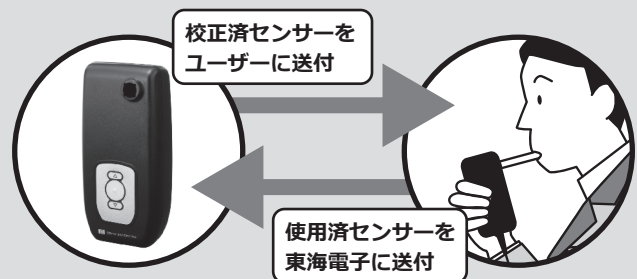 校正済センサーを
ユーザーに送付
使用済センサーを
東海電子に送付